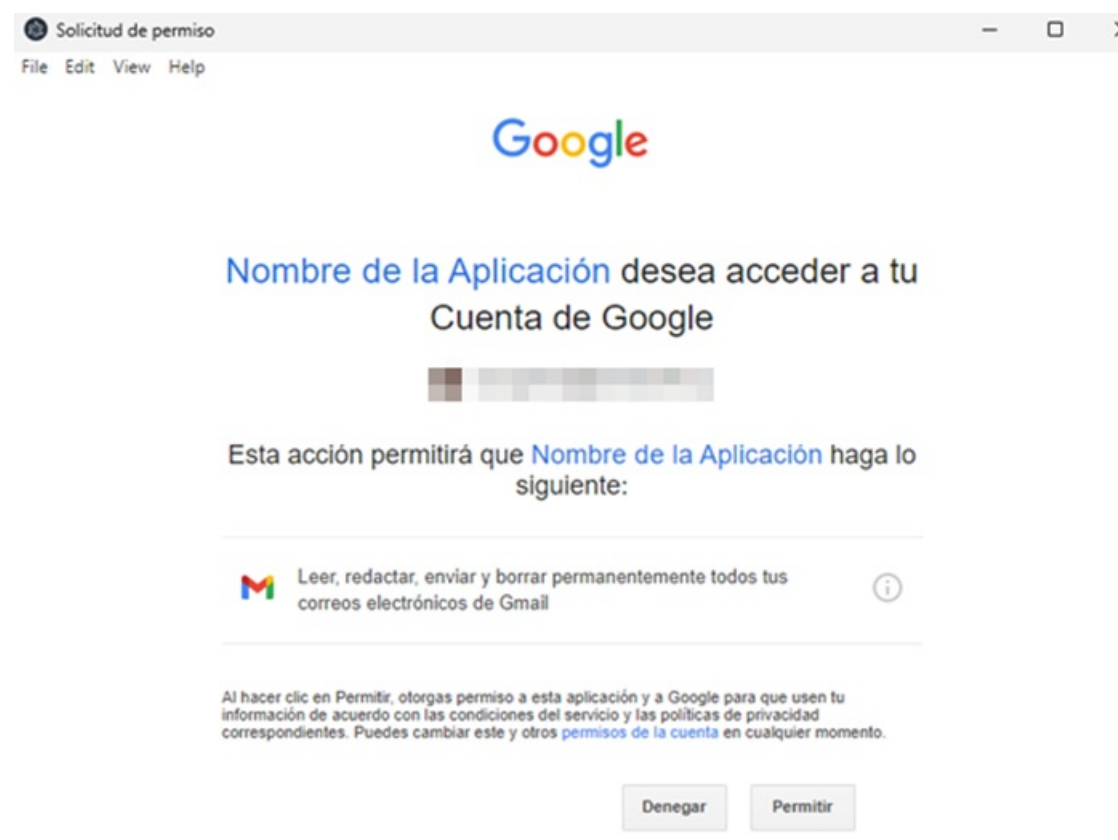 Solicitud de permiso
File Edit View Help
Google
Nombre de la Aplicación desea acceder a tu
Cuenta de Google
Esta acción permitirá que Nombre de la Aplicación haga lo
siguiente:
Leer, redactar, enviar y borrar permanentemente todos tus
correos electrónicos de Gmail
Al hacer clic en Permitir, otorgas permiso a esta aplicación y a Google para que usen tu
información de acuerdo con las condiciones del servicio y las políticas de privacidad
correspondientes. Puedes cambiar este y otros permisos de la cuenta en cualquier momento.
Denegar Permitir